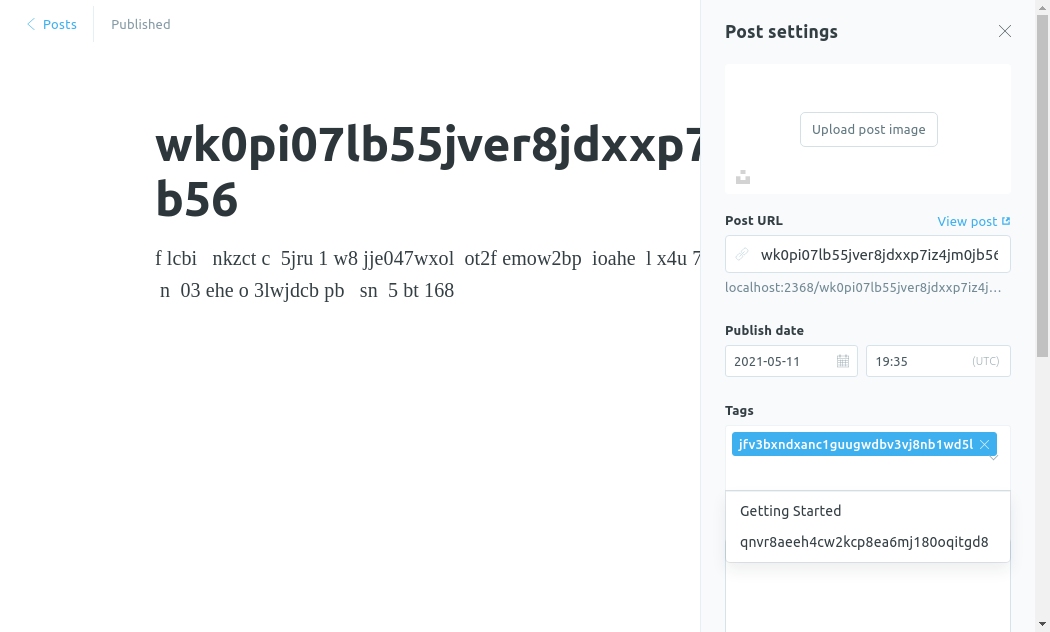 Posts
Published
wk0pi07lb55jver8jdxxp7
b56
f lcbi nkzct c 5jru 1 w8 jje047wxol ot2f emow2bp ioahe l x4u 7
n 03 ehe o 3lwjdcb pb sn 5 bt 168
Post settings
Upload post image
Post URL
View post
wk0pi07lb55jver8jdxxp7iz4jm0jb56
localhost:2368/wk0pi07lb55jver8jdxxp7iz4j...
Publish date
2021-05-11
19:35
(UTC)
Tags
jfv3bxndxanc1guugwdbv3vj8nb1wd5l
Getting Started
qnvr8aeeh4cw2kcp8ea6mj180oqitgd8